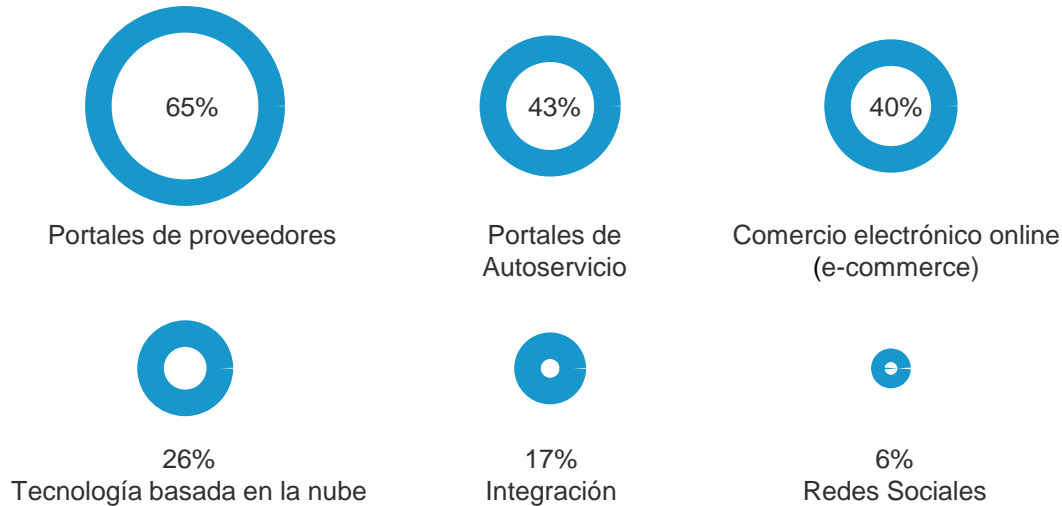 65%
43%
40%
Portales de proveedores
Portales de
Autoservicio
Comercio electrónico online
(e-commerce)
26%
Tecnología basada en la nube
17%
Integración
6%
Redes Sociales